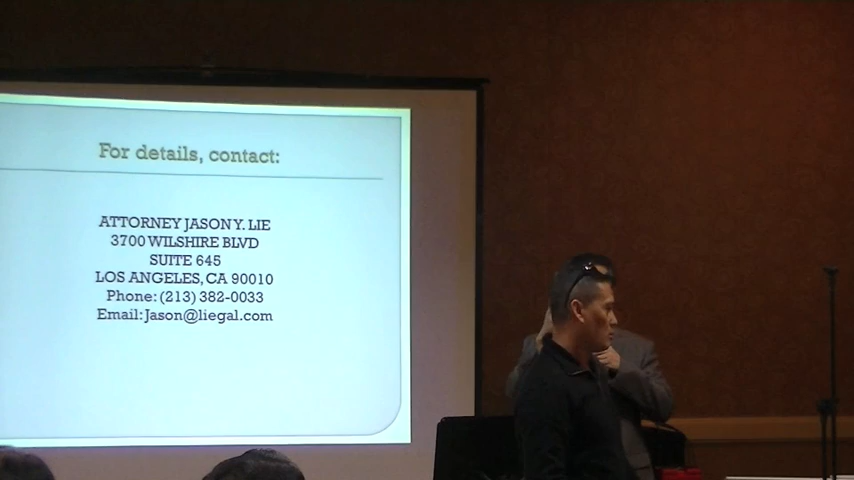 For details, contact:
ATTORNEY JASON Y. LIE
3700 WILSHIRE BLVD
SUITE 645
LOS ANGELES, CA 90010
Phone: (213) 382-0033
Email: Jason@liegal.com